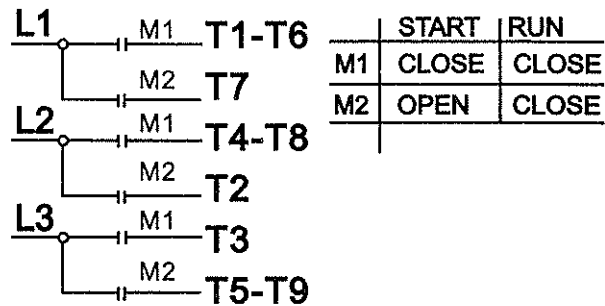 L1 M1 T1-T6
M2 T7
L2 M1 T4-T8
M2 T2
L3 M1 T3
M2 T5-T9
START RUN
M1 CLOSE CLOSE
M2 OPEN CLOSE